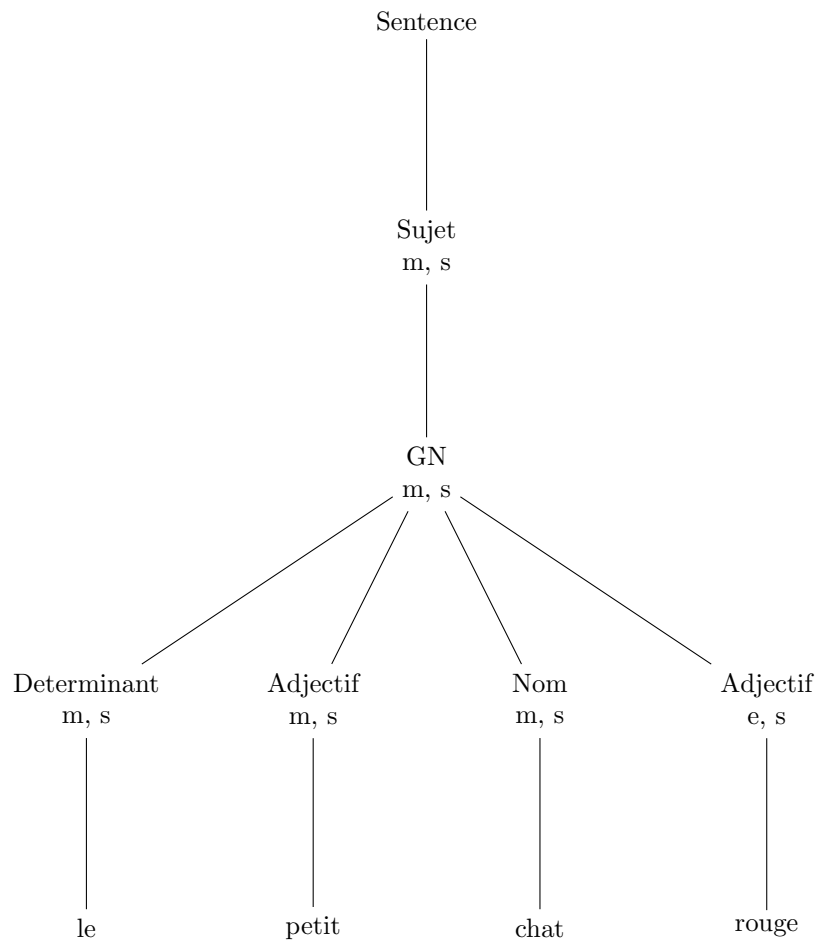 Sentence
Sujet
m, s
GN
m, s
Determinant Adjectif Nom Adjectif
m, s m, s m, s e, s
le petit chat rouge